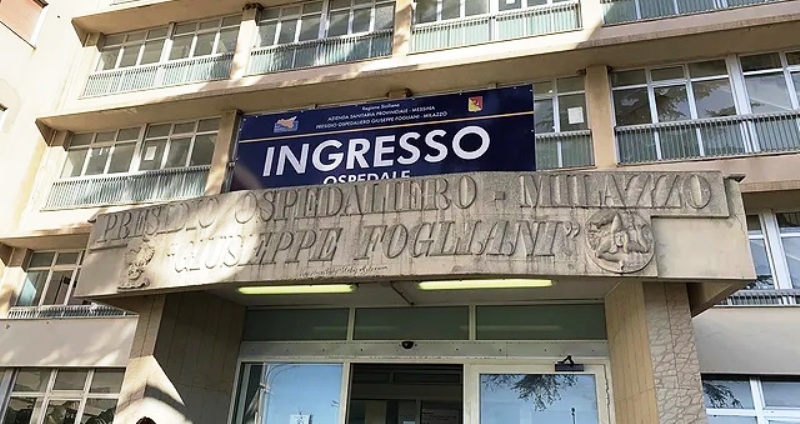 Regione Siciliana
AZIENDA SANITARIA PROVINCIALE - MESSINA
PRESIDIO OSPEDALIERO GIUSEPPE FOGLIANI - MILAZZO
INGRESSO
OSPEDALE
PRESIDIO OSPEDALIERO - MILAZZO
"GIUSEPPE FOGLIANI"